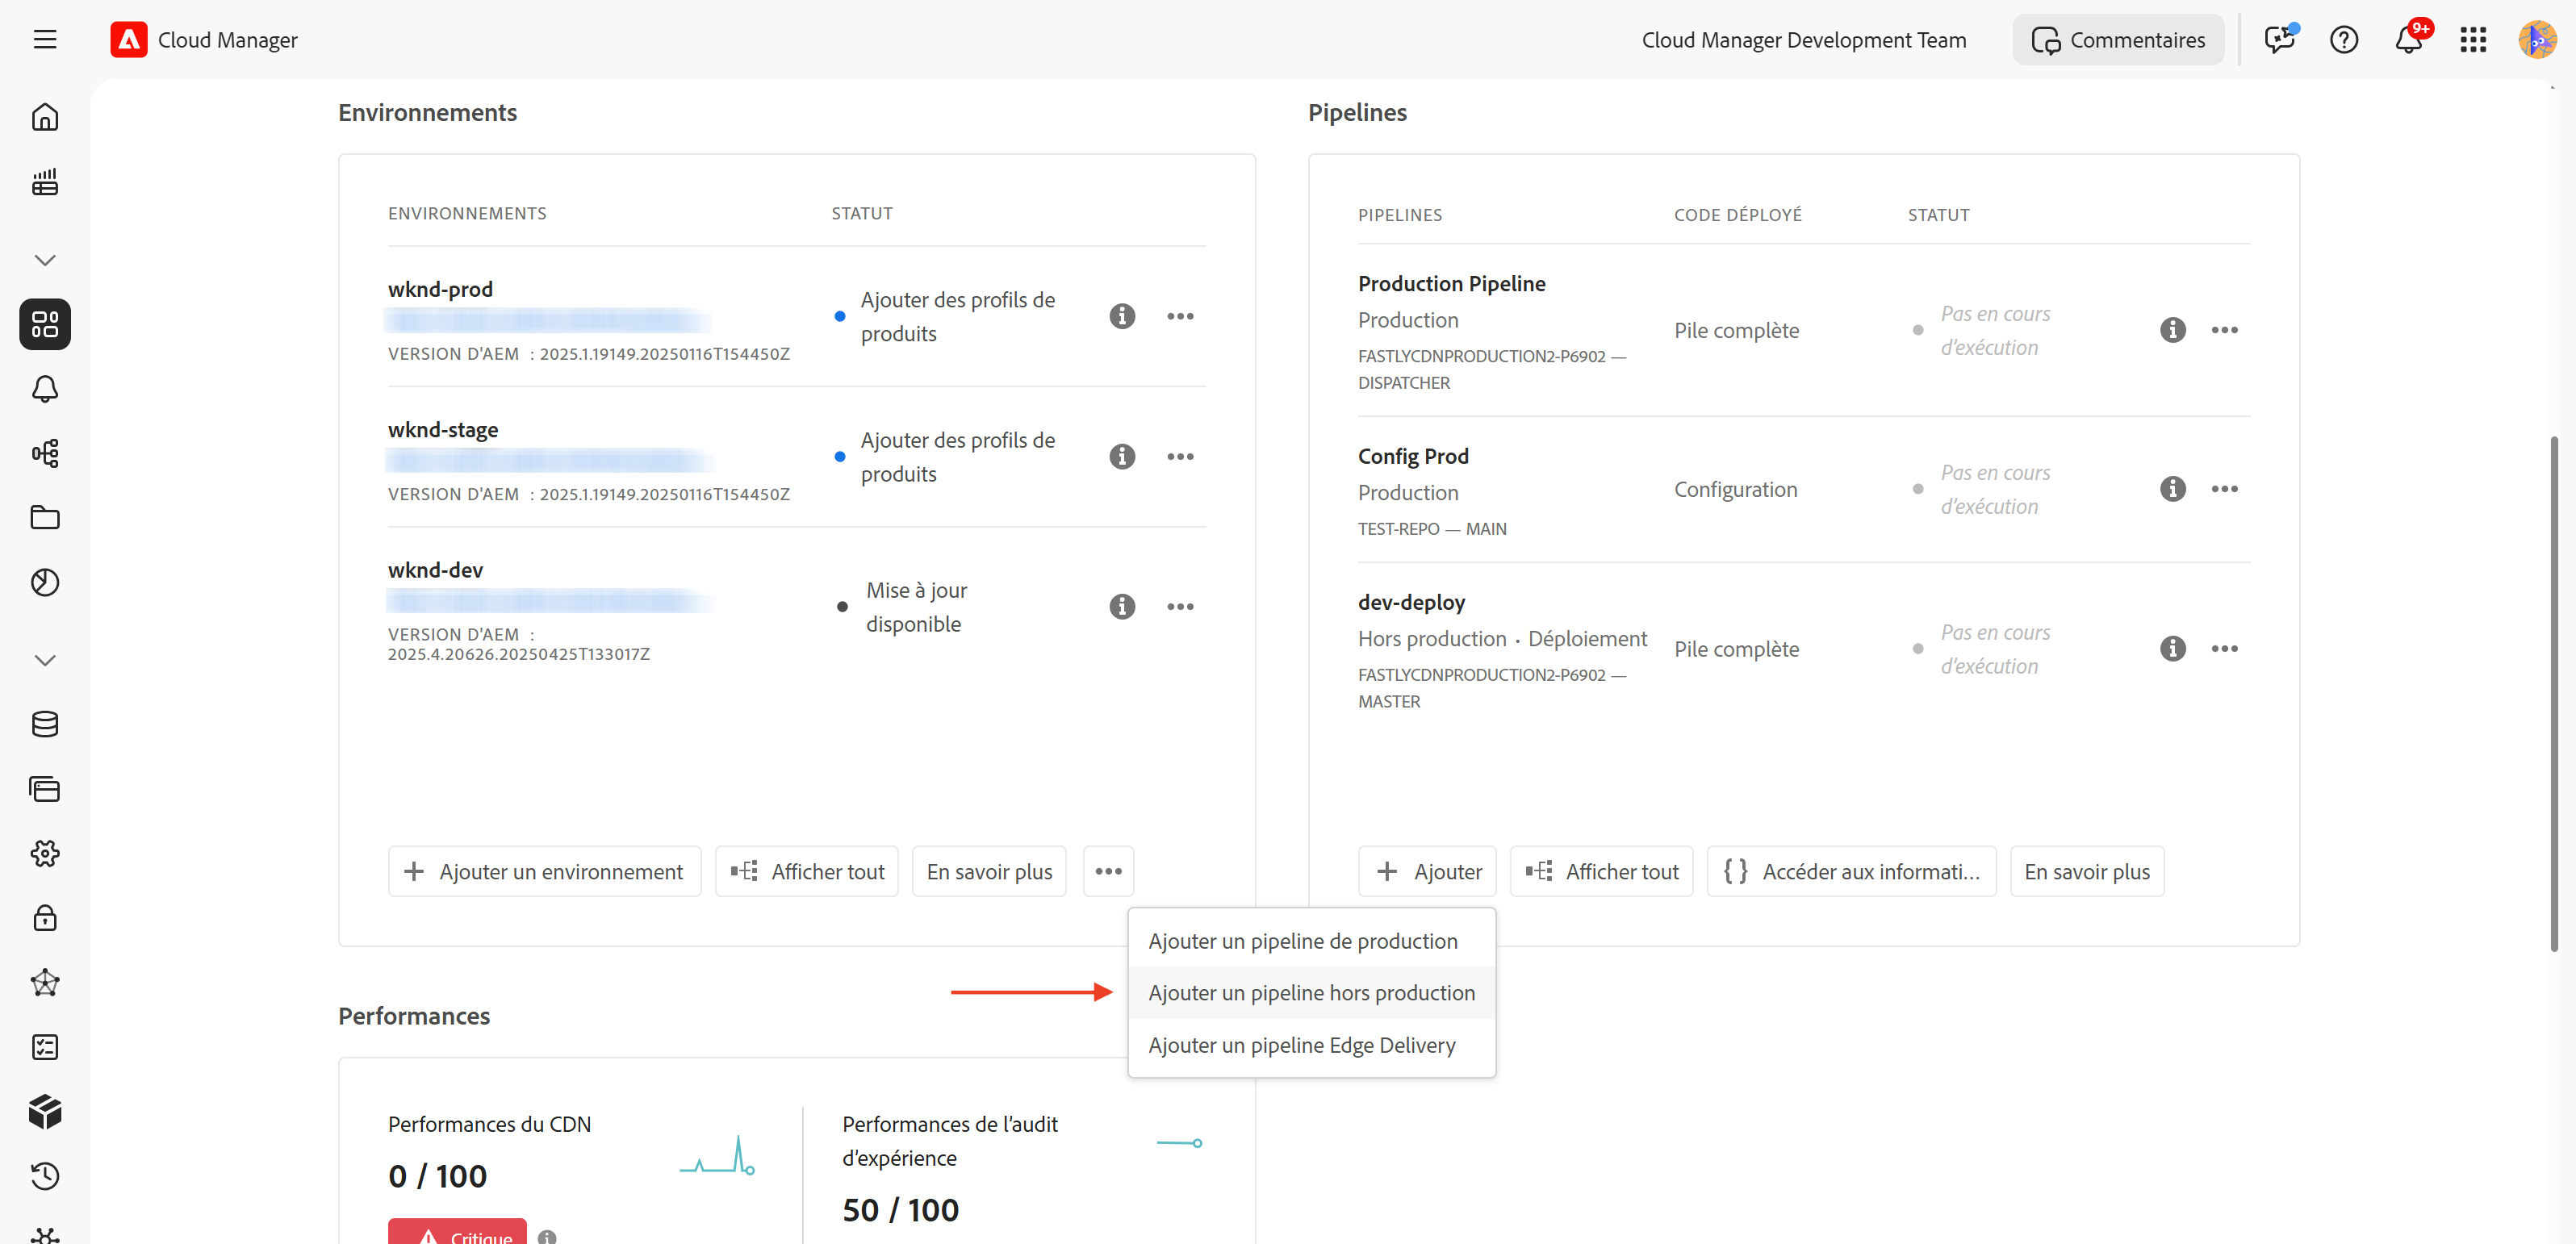 Cloud Manager
Cloud Manager Development Team
Commentaires
9+
Environnements
ENVIRONNEMENTS
STATUT
wknd-prod
VERSION D'AEM : 2025.1.19149.20250116T154450Z
Ajouter des profils de
produits
wknd-stage
VERSION D'AEM : 2025.1.19149.20250116T154450Z
Ajouter des profils de
produits
wknd-dev
VERSION D'AEM :
2025.4.20626.20250425T133017Z
Mise à jour
disponible
Ajouter un environnement
Afficher tout
En savoir plus
Pipelines
PIPELINES
CODE DÉPLOYÉ
STATUT
Production Pipeline
Production
FASTLYCDNPRODUCTION2-P6902 —
DISPATCHER
Pile complète
Pas en cours
d’exécution
Config Prod
Production
TEST-REPO — MAIN
Configuration
Pas en cours
d’exécution
dev-deploy
Hors production · Déploiement
FASTLYCDNPRODUCTION2-P6902 —
MASTER
Pile complète
Pas en cours
d’exécution
Ajouter
Afficher tout
Accéder aux informati...
En savoir plus
Ajouter un pipeline de production
Ajouter un pipeline hors production
Ajouter un pipeline Edge Delivery
Performances
Performances du CDN
0 / 100
Critique
Performances de l’audit
d’expérience
50 / 100